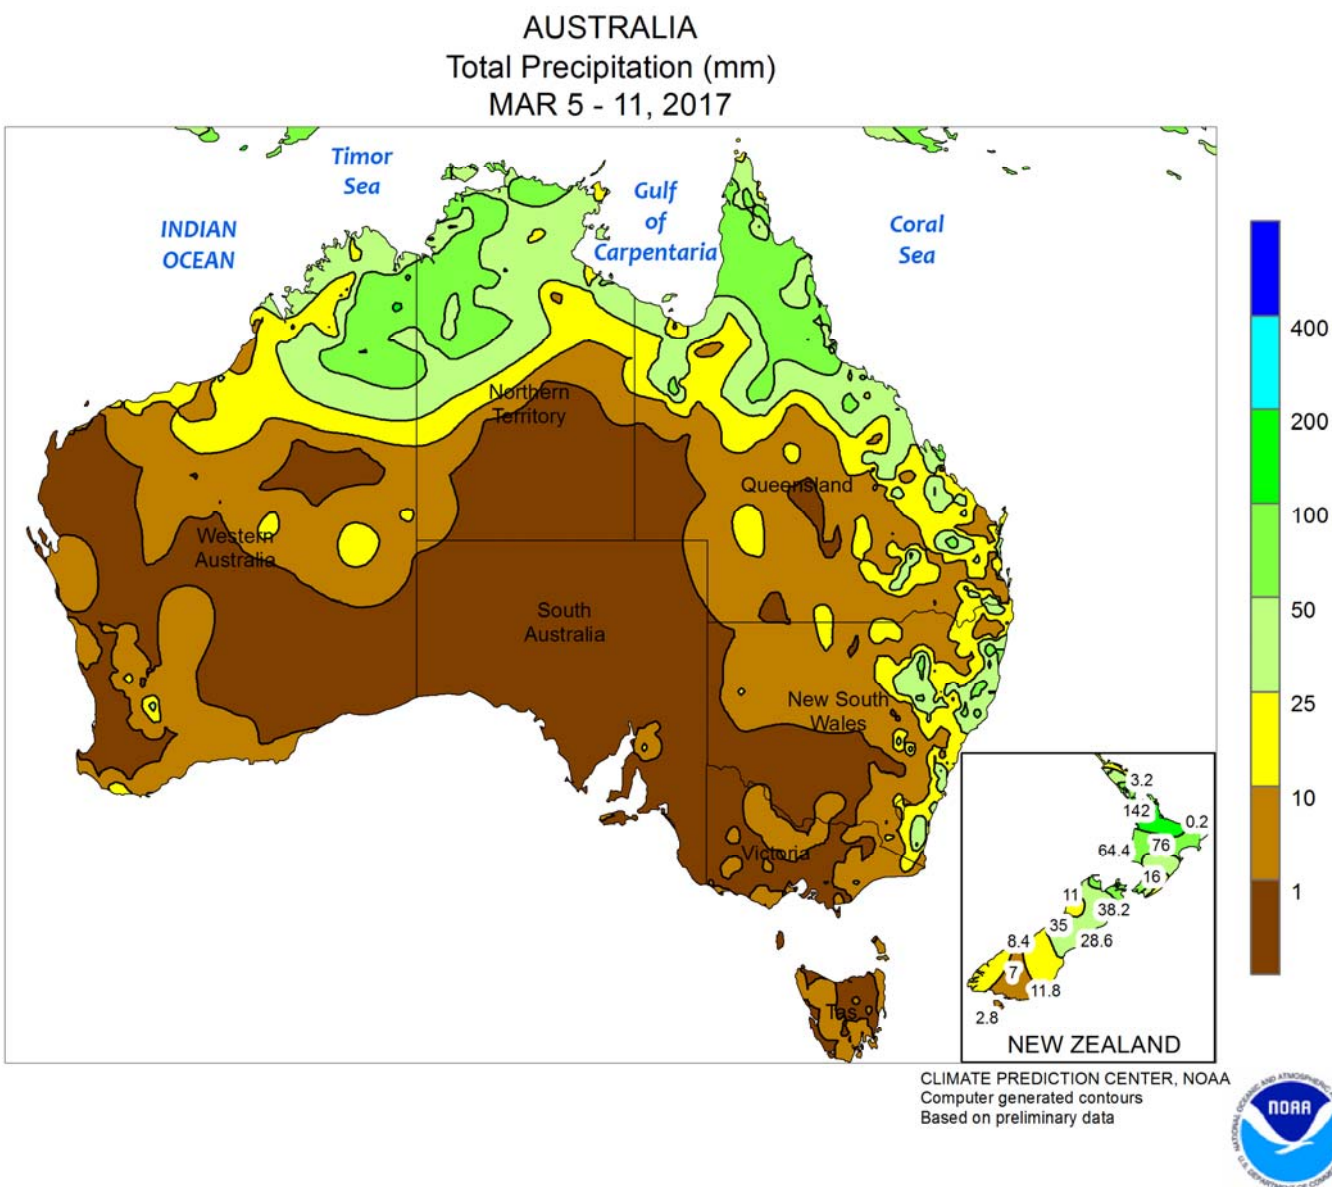 AUSTRALIA
Total Precipitation (mm)
MAR 5 - 11, 2017
Timor
Sea
INDIAN
OCEAN
Gulf
of
Carpentaria
Coral
Sea
Northern
Territory
Queensland
Western
Australia
South
Australia
New South
Wales
Victoria
Tas
400
200
100
50
25
10
1
3.2
142
0.2
64.4
76
16
11
38.2
35
28.6
8.4
7
11.8
2.8
NEW ZEALAND
CLIMATE PREDICTION CENTER, NOAA
Computer generated contours
Based on preliminary data
NOAA